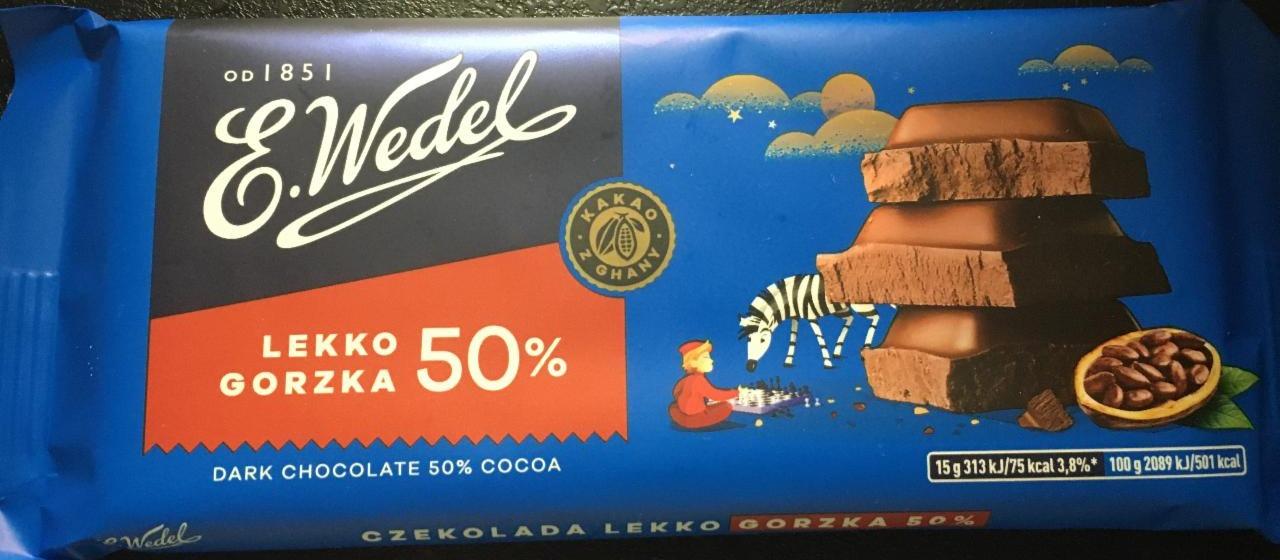 OD 1851
E. Wedel
LEKKO
GORZKA 50%
DARK CHOCOLATE 50% COCOA
KAKAO
Z GHANY
15 g 313 kJ/75 kcal 3,8%* 100 g 2089 kJ/501 kcal
E. Wedel
CZEKOLADA LEKKO GORZKA 50%